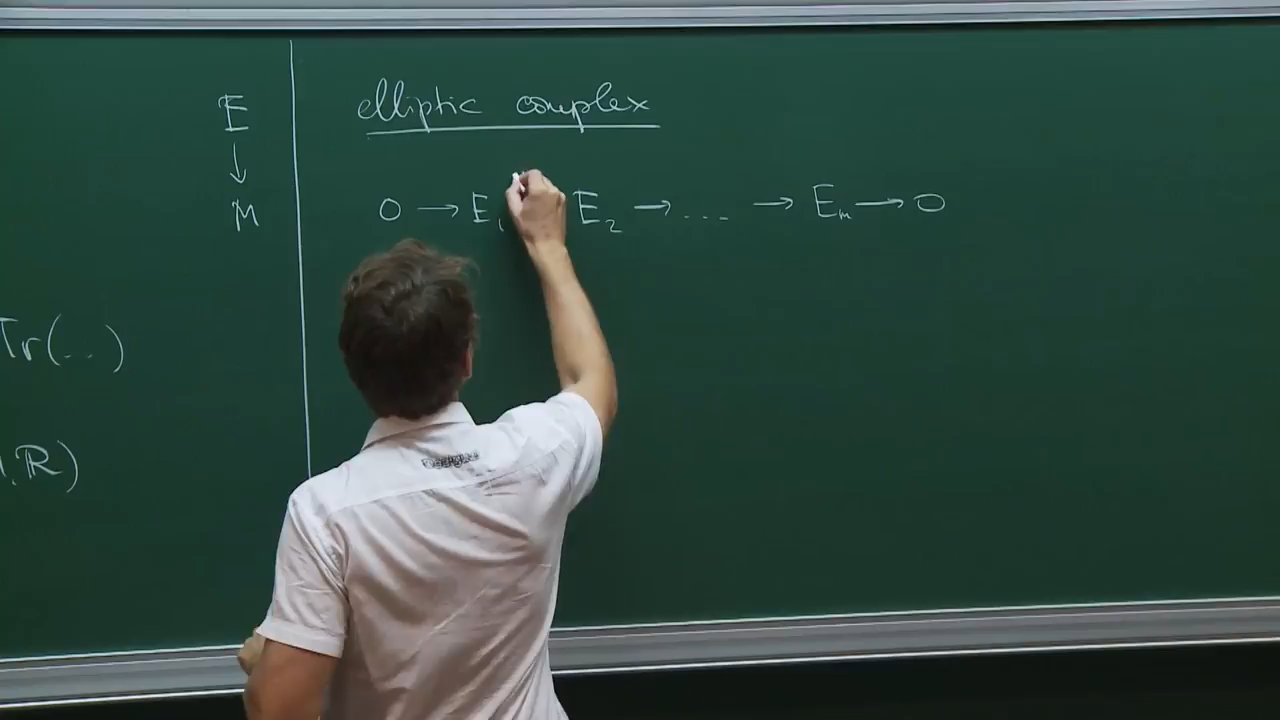 E
↓
M
Tr(...)
,R)
elliptic complex
0 → E₁ E₂ → ... → Eₘ → 0